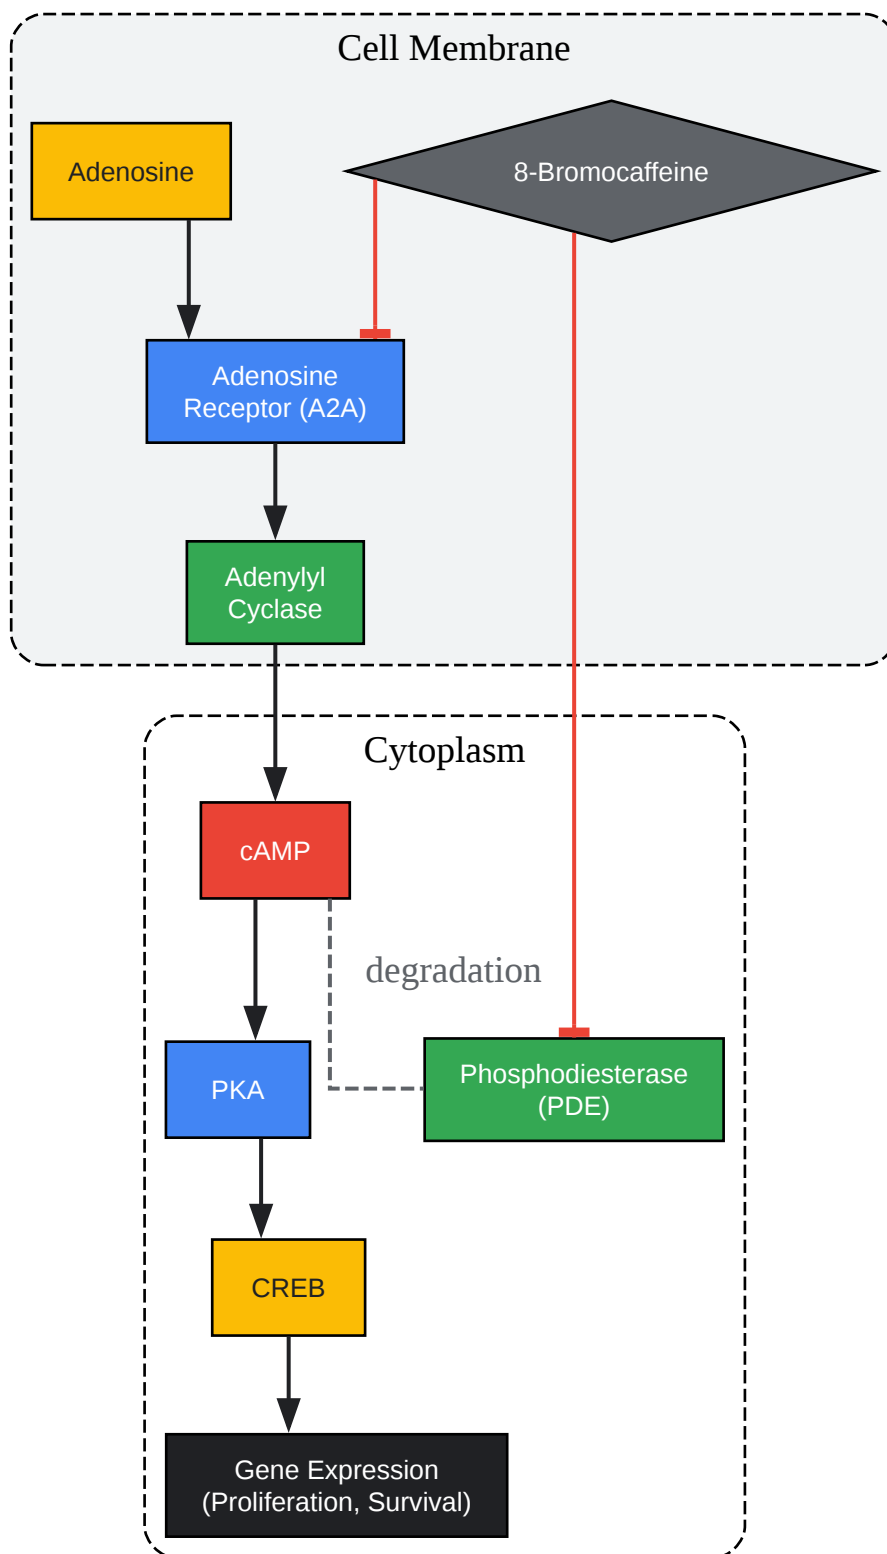 Cell Membrane
Adenosine
8-Bromocaffeine
Adenosine
Receptor (A2A)
Adenylyl
Cyclase
Cytoplasm
cAMP
degradation
PKA
Phosphodiesterase
(PDE)
CREB
Gene Expression
(Proliferation, Survival)